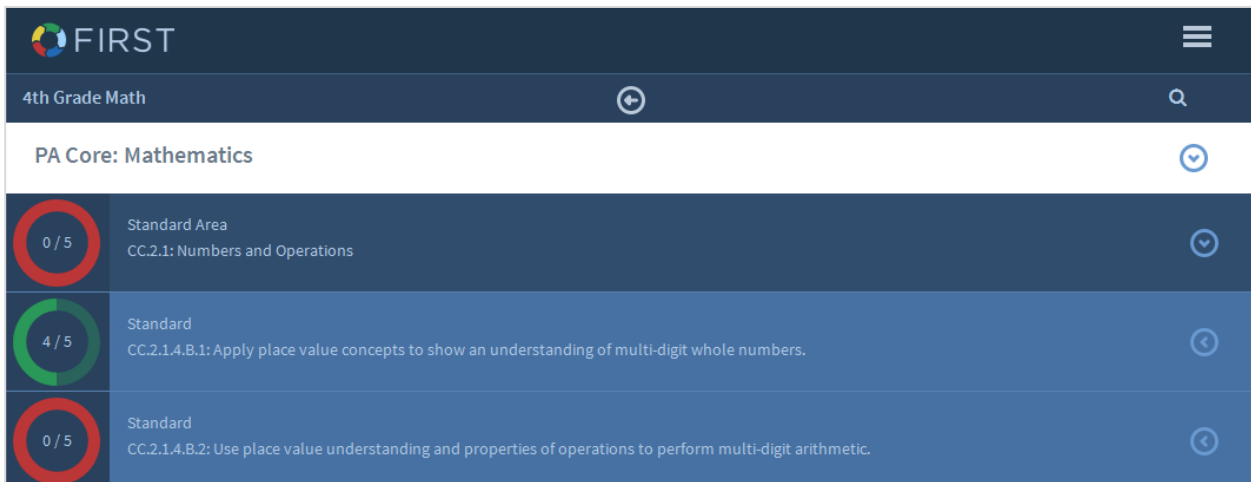 FIRST
4th Grade Math
PA Core: Mathematics
0 / 5
Standard Area
CC.2.1: Numbers and Operations
4 / 5
Standard
CC.2.1.4.B.1: Apply place value concepts to show an understanding of multi-digit whole numbers.
0 / 5
Standard
CC.2.1.4.B.2: Use place value understanding and properties of operations to perform multi-digit arithmetic.